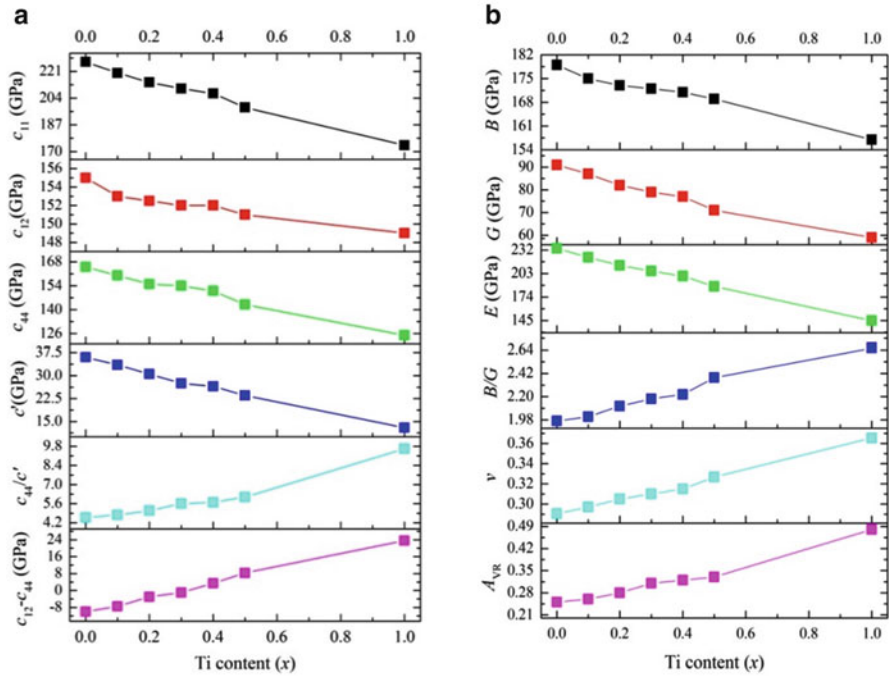 a
b
0.0 0.2 0.4 0.6 0.8 1.0
0.0 0.2 0.4 0.6 0.8 1.0
c11 (GPa)
221
204
187
170
c12(GPa)
156
154
152
150
148
c44 (GPa)
168
154
140
126
c'(GPa)
37.5
30.0
22.5
15.0
c44/c'
9.8
8.4
7.0
5.6
4.2
c12-c44 (GPa)
24
16
8
0
-8
0.0 0.2 0.4 0.6 0.8 1.0
Ti content (x)
B (GPa)
182
175
168
161
154
G (GPa)
90
80
70
60
E (GPa)
232
203
174
145
B/G
2.64
2.42
2.20
1.98
v
0.36
0.34
0.32
0.30
AVR
0.49
0.42
0.35
0.28
0.21
0.0 0.2 0.4 0.6 0.8 1.0
Ti content (x)